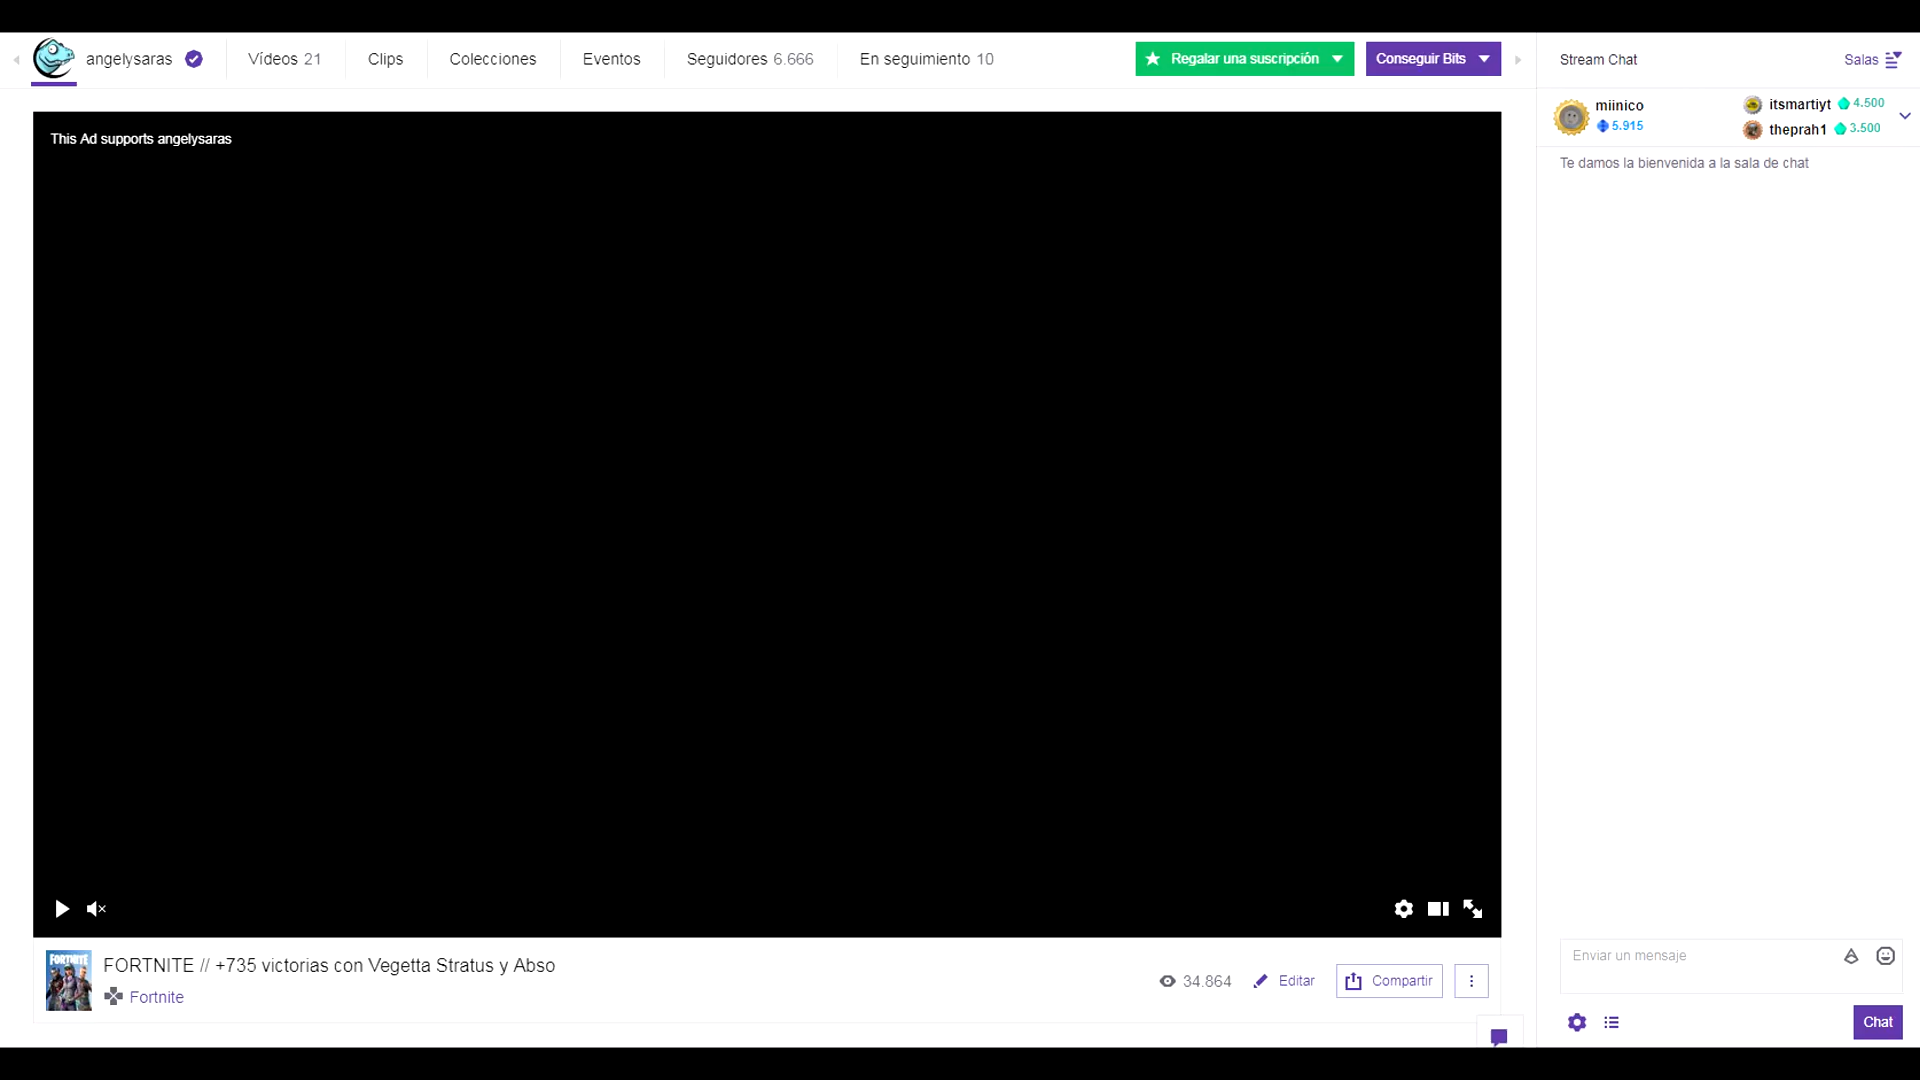 angelysaras
Vídeos 21
Clips
Colecciones
Eventos
Seguidores 6.666
En seguimiento 10
Regalar una suscripción
Conseguir Bits
Stream Chat
Salas
miinico
5.915
itsmartiyt 4.500
theprah1 3.500
Te damos la bienvenida a la sala de chat
This Ad supports angelysaras
FORTNITE
FORTNITE // +735 victorias con Vegetta Stratus y Abso
Fortnite
34.864
Editar
Compartir
Enviar un mensaje
Chat